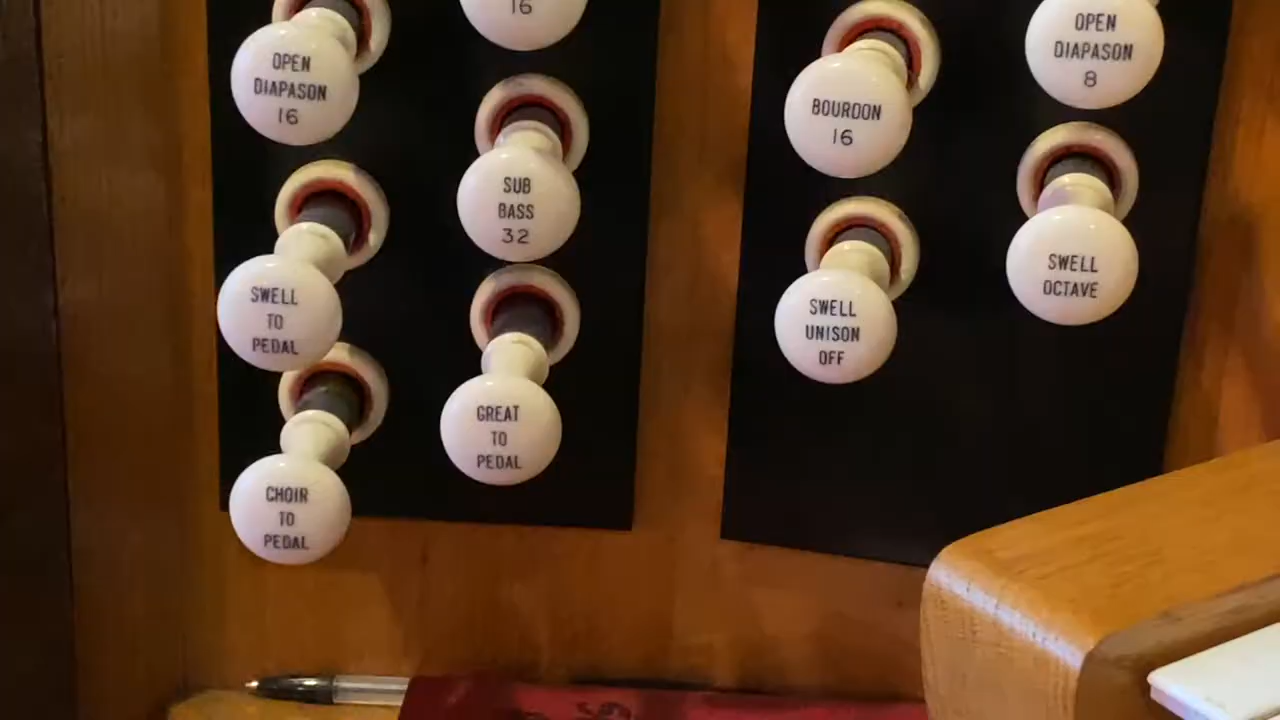 16
OPEN
DIAPASON
16
SUB
BASS
32
SWELL
TO
PEDAL
GREAT
TO
PEDAL
CHOIR
TO
PEDAL
OPEN
DIAPASON
8
BOURDON
16
SWELL
OCTAVE
SWELL
UNISON
OFF